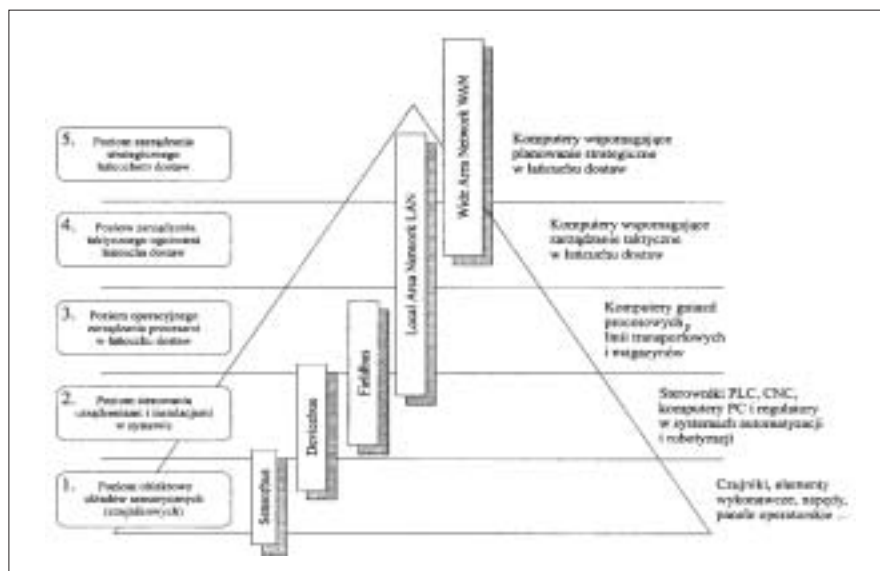 5. Poziom zarządzania
strategicznego
łańcuchem dostaw
4. Poziom zarządzania
taktycznego ogniwami
łańcucha dostaw
3. Poziom operacyjnego
zarządzania procesami
w łańcuchu dostaw
2. Poziom sterowania
urządzeniami i instalacjami
w systemie
1. Poziom obiektowy
układów sensorycznych
(czujnikowych)
Sensorbus
Devicebus
Fieldbus
Local Area Network LAN
Wide Area Network WAN
Komputery wspomagające
planowanie strategiczne
w łańcuchu dostaw
Komputery wspomagające
zarządzanie taktyczne
w łańcuchu dostaw
Komputery gniazd
procesowych,
linii transportowych
i magazynów
Sterowniki PLC, CNC,
komputery PC i regulatory
w systemach automatyzacji
i robotyzacji
Czujniki, elementy
wykonawcze, napędy,
panele operatorskie ...